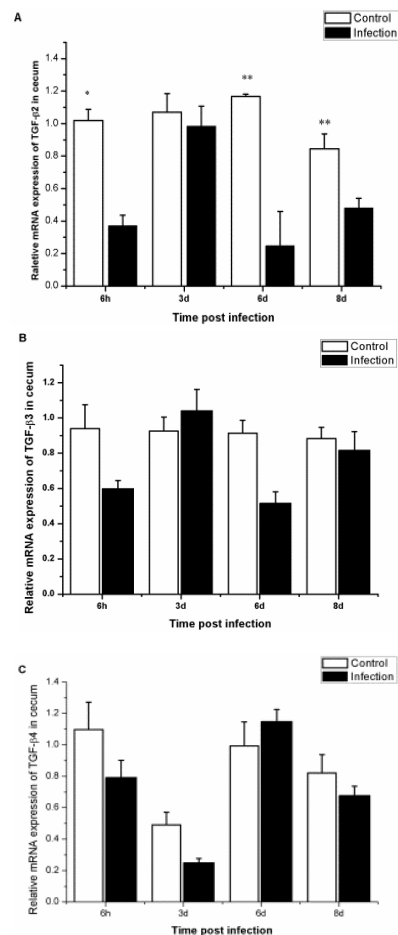 A
Control
Infection
Raletive mRNA expression of TGF-β2 in cecum
1.4
1.2
1.0
0.8
0.6
0.4
0.2
0.0
*
**
**
6h 3d 6d 8d
Time post infection
B
Control
Infection
Relative mRNA expression of TGF-β3 in cecum
1.2
1.0
0.8
0.6
0.4
0.2
0.0
6h 3d 6d 8d
Time post infection
C
Control
Infection
Relative mRNA expression of TGF-β4 in cecum
1.4
1.2
1.0
0.8
0.6
0.4
0.2
0.0
6h 3d 6d 8d
Time post infection